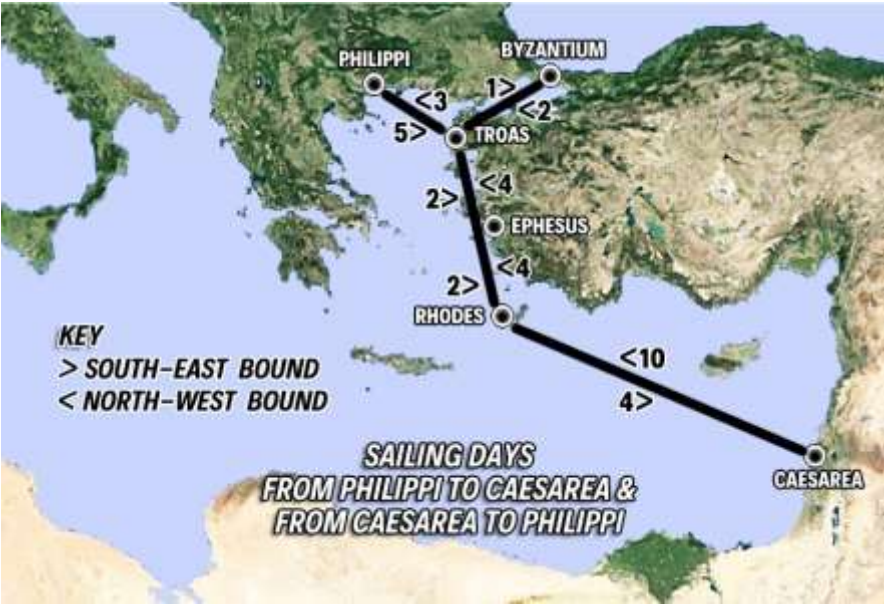 PHILIPPI
BYZANTIUM
<3
1>
<2
5>
TROAS
<4
2>
EPHESUS
<4
2>
RHODES
KEY
> SOUTH-EAST BOUND
< NORTH-WEST BOUND
<10
4>
CAESAREA
SAILING DAYS
FROM PHILIPPI TO CAESAREA &
FROM CAESAREA TO PHILIPPI